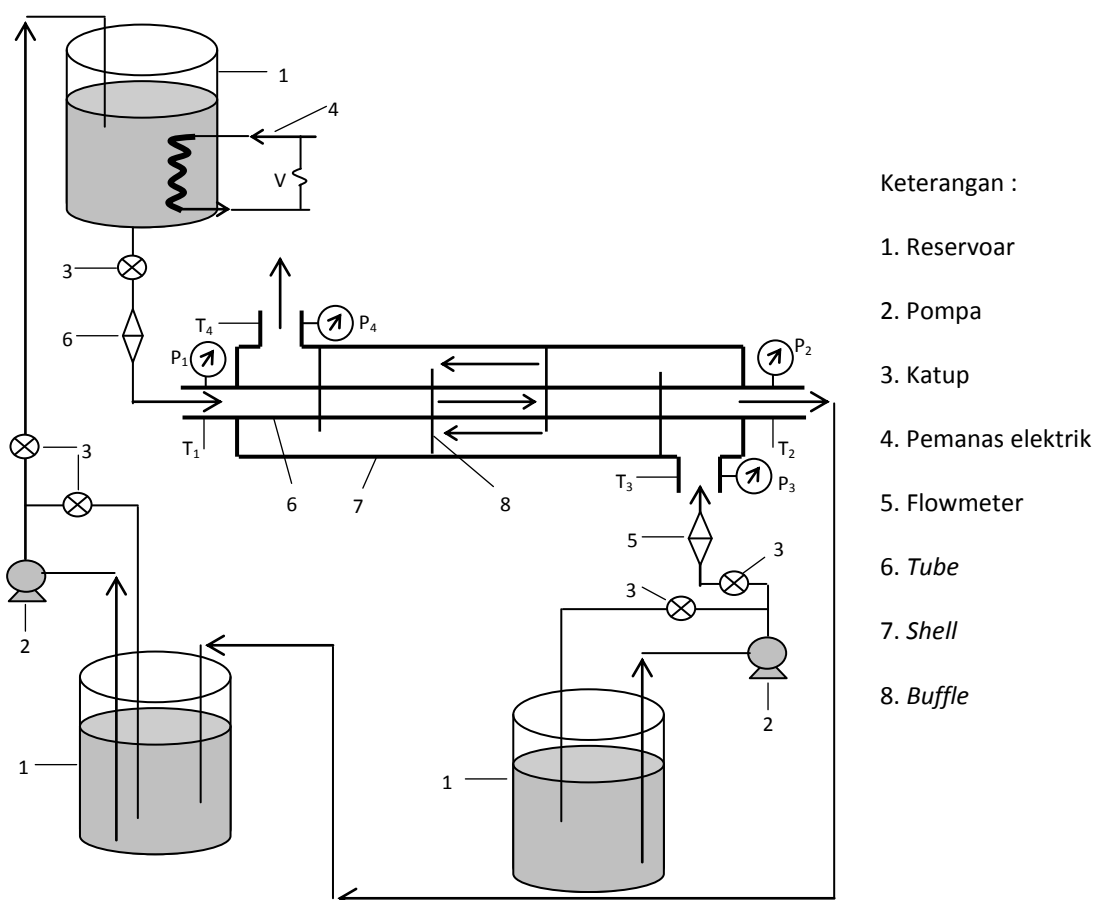 1
4
V
3
6
T4
P4
P1
P2
T1
T2
T3
P3
6
7
8
3
5
3
3
2
2
1
1
Keterangan :
1. Reservoar
2. Pompa
3. Katup
4. Pemanas elektrik
5. Flowmeter
6. Tube
7. Shell
8. Buffle